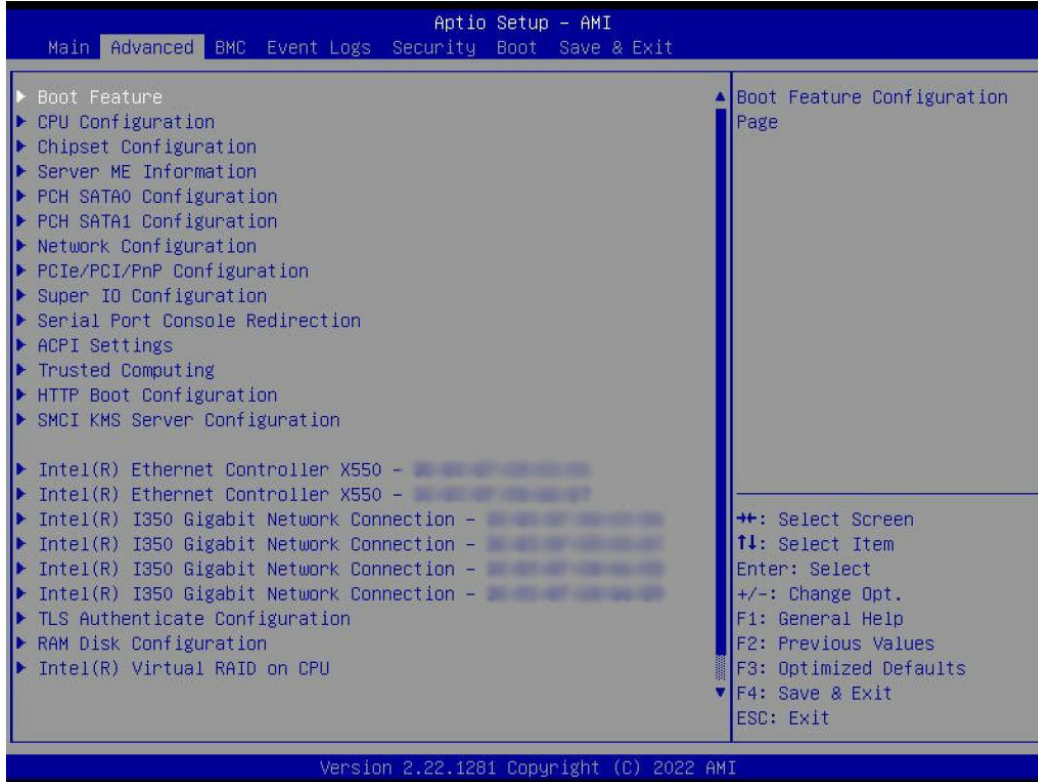 Aptio Setup – AMI
Main Advanced BMC Event Logs Security Boot Save & Exit
Boot Feature
CPU Configuration
Chipset Configuration
Server ME Information
PCH SATA0 Configuration
PCH SATA1 Configuration
Network Configuration
PCIe/PCI/PnP Configuration
Super IO Configuration
Serial Port Console Redirection
ACPI Settings
Trusted Computing
HTTP Boot Configuration
SMCI KMS Server Configuration
Intel(R) Ethernet Controller X550 -
Intel(R) Ethernet Controller X550 -
Intel(R) I350 Gigabit Network Connection -
Intel(R) I350 Gigabit Network Connection -
Intel(R) I350 Gigabit Network Connection -
Intel(R) I350 Gigabit Network Connection -
TLS Authenticate Configuration
RAM Disk Configuration
Intel(R) Virtual RAID on CPU
Boot Feature Configuration
Page
→←: Select Screen
↑↓: Select Item
Enter: Select
+/-: Change Opt.
F1: General Help
F2: Previous Values
F3: Optimized Defaults
F4: Save & Exit
ESC: Exit
Version 2.22.1281 Copyright (C) 2022 AMI